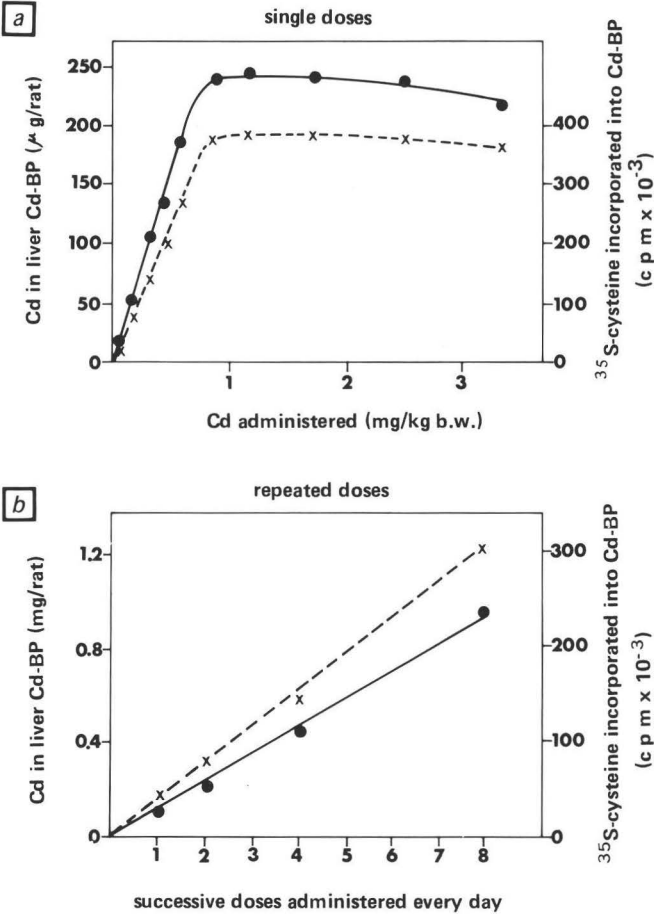 a
single doses
Cd in liver Cd-BP (μg/rat)
250
200
150
100
50
0
400
300
200
100
0
³⁵S-cysteine incorporated into Cd-BP
(cpm x 10⁻³)
1 2 3
Cd administered (mg/kg b.w.)
b
repeated doses
Cd in liver Cd-BP (mg/rat)
1.2
0.8
0.4
0
300
200
100
0
³⁵S-cysteine incorporated into Cd-BP
(cpm x 10⁻³)
1 2 3 4 5 6 7 8
successive doses administered every day